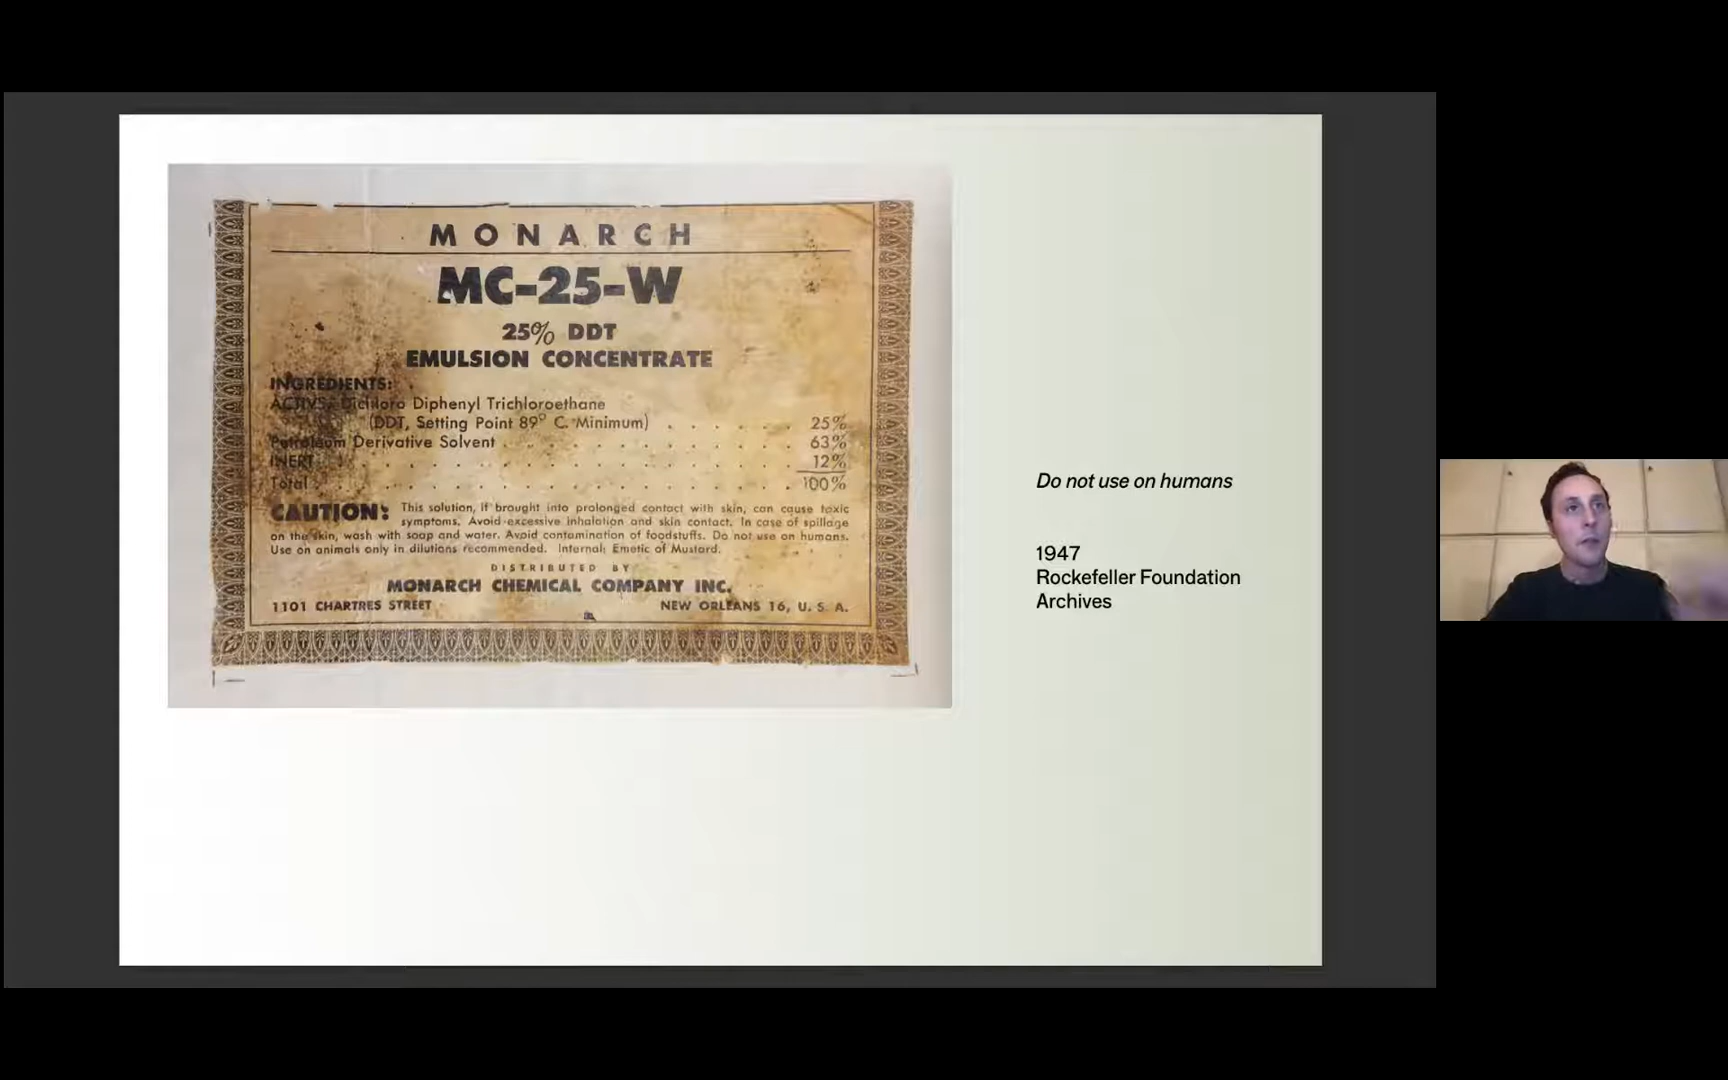 MONARCH
MC-25-W
25% DDT
EMULSION CONCENTRATE
INGREDIENTS:
ACTIVE: Dichloro Diphenyl Trichloroethane
(DDT, Setting Point 89° C. Minimum) . . . . . . . 25%
Petroleum Derivative Solvent . . . . . . . . . . . . . 63%
INERT . . . . . . . . . . . . . . . . . . 12%
Total . . . . . . . . . . . . . . . . . . 100%
CAUTION: This solution, if brought into prolonged contact with skin, can cause toxic
symptoms. Avoid excessive inhalation and skin contact. In case of spillage
on the skin, wash with soap and water. Avoid contamination of foodstuffs. Do not use on humans.
Use on animals only in dilutions recommended. Internal: Emetic of Mustard.
DISTRIBUTED BY
MONARCH CHEMICAL COMPANY INC.
1101 CHARTRES STREET NEW ORLEANS 16, U. S. A.
Do not use on humans
1947
Rockefeller Foundation
Archives